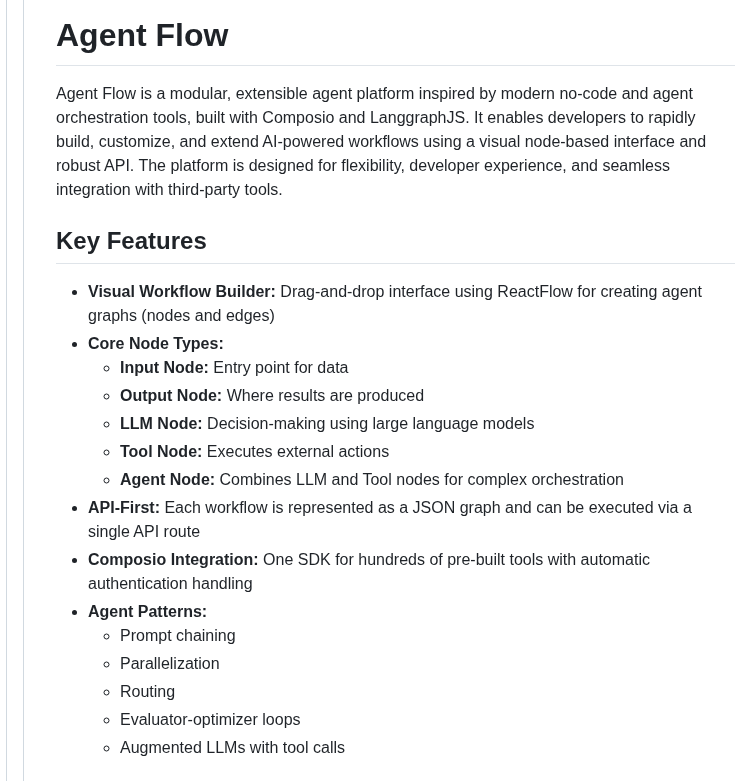 Agent Flow
Agent Flow is a modular, extensible agent platform inspired by modern no-code and agent
orchestration tools, built with Composio and LanggraphJS. It enables developers to rapidly
build, customize, and extend AI-powered workflows using a visual node-based interface and
robust API. The platform is designed for flexibility, developer experience, and seamless
integration with third-party tools.
Key Features
• Visual Workflow Builder: Drag-and-drop interface using ReactFlow for creating agent
graphs (nodes and edges)
• Core Node Types:
◦ Input Node: Entry point for data
◦ Output Node: Where results are produced
◦ LLM Node: Decision-making using large language models
◦ Tool Node: Executes external actions
◦ Agent Node: Combines LLM and Tool nodes for complex orchestration
• API-First: Each workflow is represented as a JSON graph and can be executed via a
single API route
• Composio Integration: One SDK for hundreds of pre-built tools with automatic
authentication handling
• Agent Patterns:
◦ Prompt chaining
◦ Parallelization
◦ Routing
◦ Evaluator-optimizer loops
◦ Augmented LLMs with tool calls